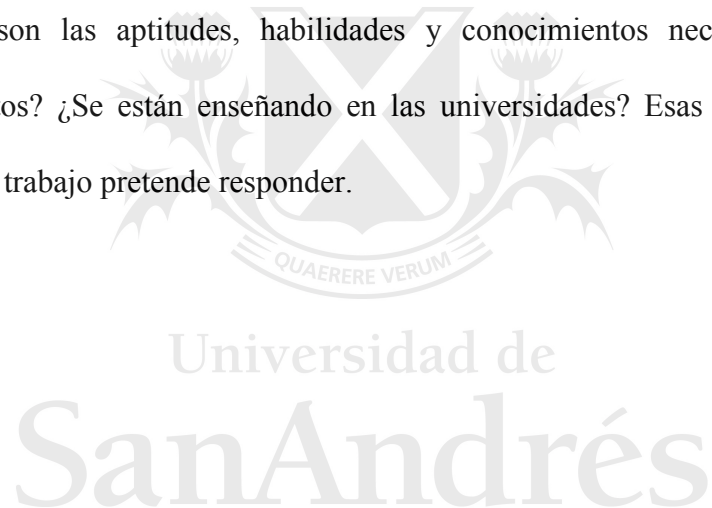 son las aptitudes, habilidades y conocimientos nec
tos? ¿Se están enseñando en las universidades? Esas
trabajo pretende responder.
QUAERERE VERUM
Universidad de
SanAndrés